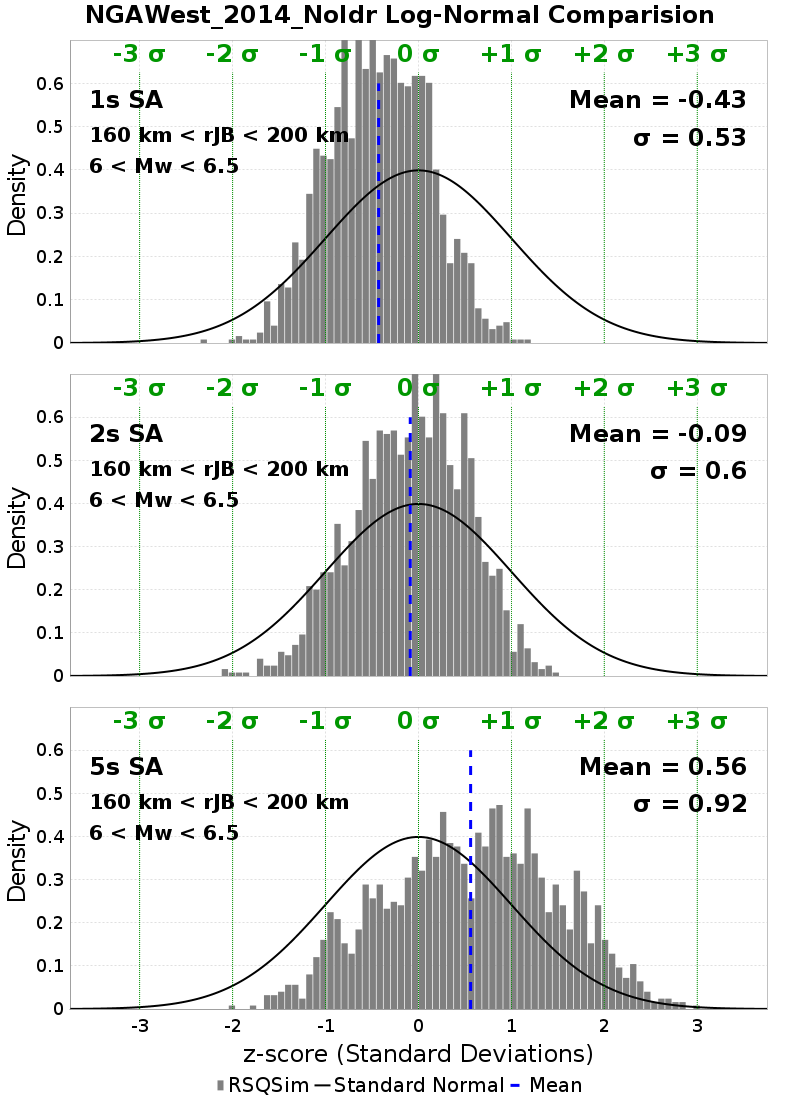 NGAWest_2014_NoIdr Log-Normal Comparision
-3 σ -2 σ -1 σ 0 σ +1 σ +2 σ +3 σ
1s SA Mean = -0.43
160 km < rJB < 200 km σ = 0.53
6 < Mw < 6.5
Density
0.6
0.5
0.4
0.3
0.2
0.1
0
-3 σ -2 σ -1 σ 0 σ +1 σ +2 σ +3 σ
2s SA Mean = -0.09
160 km < rJB < 200 km σ = 0.6
6 < Mw < 6.5
Density
0.6
0.5
0.4
0.3
0.2
0.1
0
-3 σ -2 σ -1 σ 0 σ +1 σ +2 σ +3 σ
5s SA Mean = 0.56
160 km < rJB < 200 km σ = 0.92
6 < Mw < 6.5
Density
0.6
0.5
0.4
0.3
0.2
0.1
0
-3 -2 -1 0 1 2 3
z-score (Standard Deviations)
RSQSim Standard Normal Mean